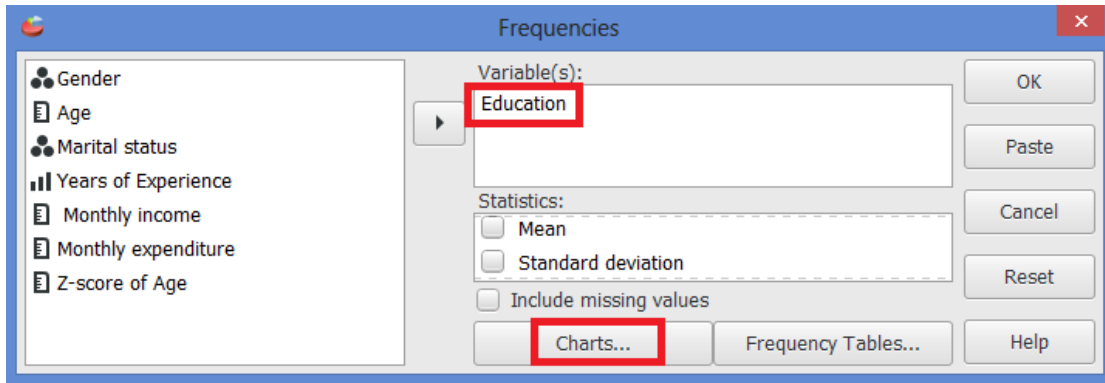 Frequencies
Gender
Age
Marital status
Years of Experience
Monthly income
Monthly expenditure
Z-score of Age
Variable(s):
Education
Statistics:
Mean
Standard deviation
Include missing values
Charts...
Frequency Tables...
OK
Paste
Cancel
Reset
Help